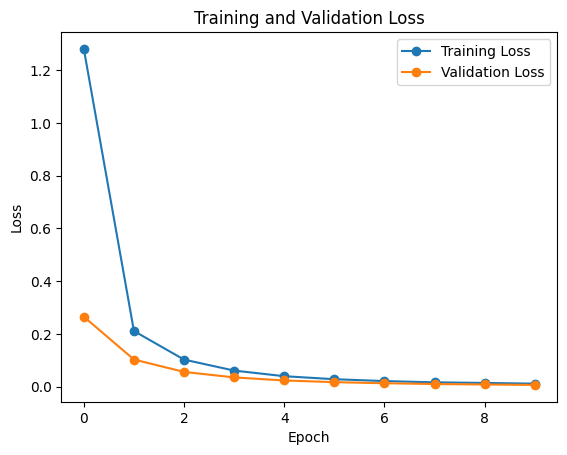 Training and Validation Loss
Training Loss
Validation Loss
1.2
1.0
0.8
0.6
0.4
0.2
0.0
Loss
0 2 4 6 8
Epoch